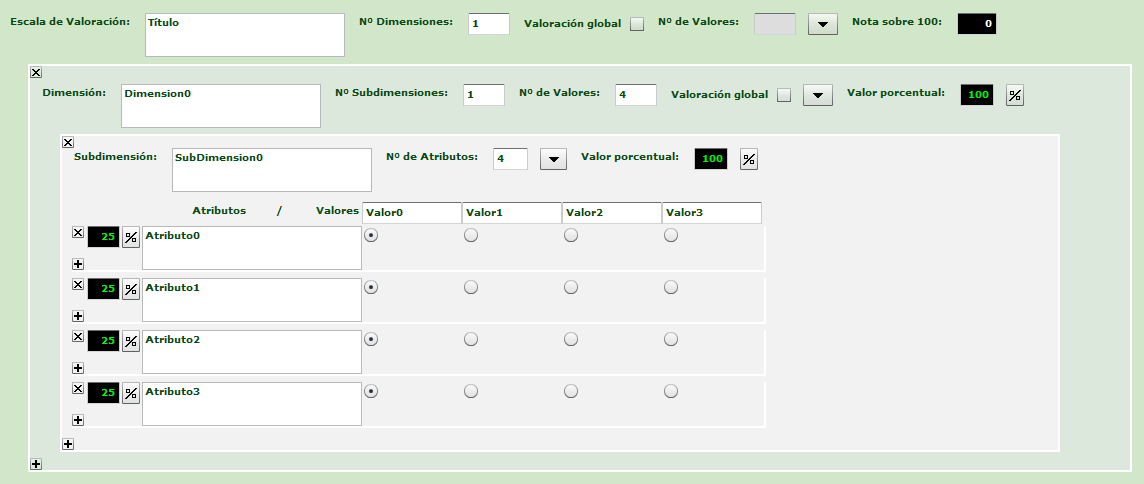 Escala de Valoración: Título Nº Dimensiones: 1 Valoración global Nº de Valores: Nota sobre 100: 0
Dimensión: Dimension0 Nº Subdimensiones: 1 Nº de Valores: 4 Valoración global Valor porcentual: 100 %
Subdimensión: SubDimension0 Nº de Atributos: 4 Valor porcentual: 100 %
Atributos / Valores Valor0 Valor1 Valor2 Valor3
25 % Atributo0
25 % Atributo1
25 % Atributo2
25 % Atributo3